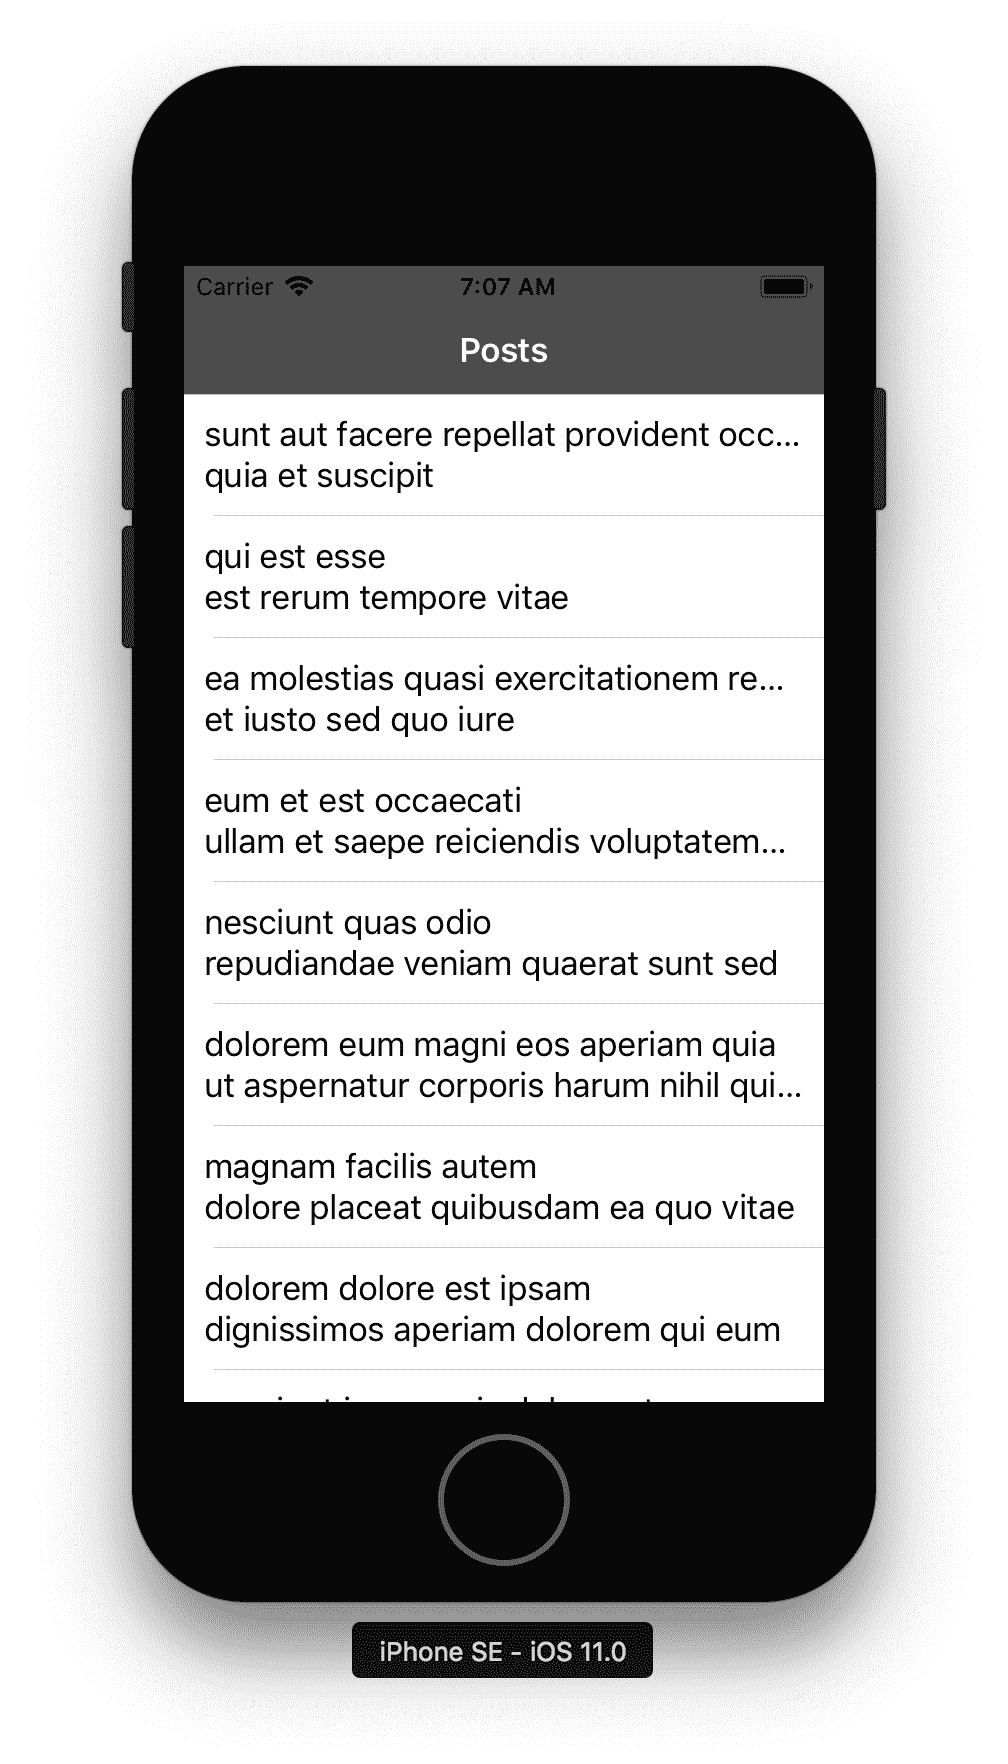 Carrier 7:07 AM
Posts
sunt aut facere repellat provident occ...
quia et suscipit
qui est esse
est rerum tempore vitae
ea molestias quasi exercitationem re...
et iusto sed quo iure
eum et est occaecati
ullam et saepe reiciendis voluptatem...
nesciunt quas odio
repudiandae veniam quaerat sunt sed
dolorem eum magni eos aperiam quia
ut aspernatur corporis harum nihil qui...
magnam facilis autem
dolore placeat quibusdam ea quo vitae
dolorem dolore est ipsam
dignissimos aperiam dolorem qui eum
iPhone SE - iOS 11.0